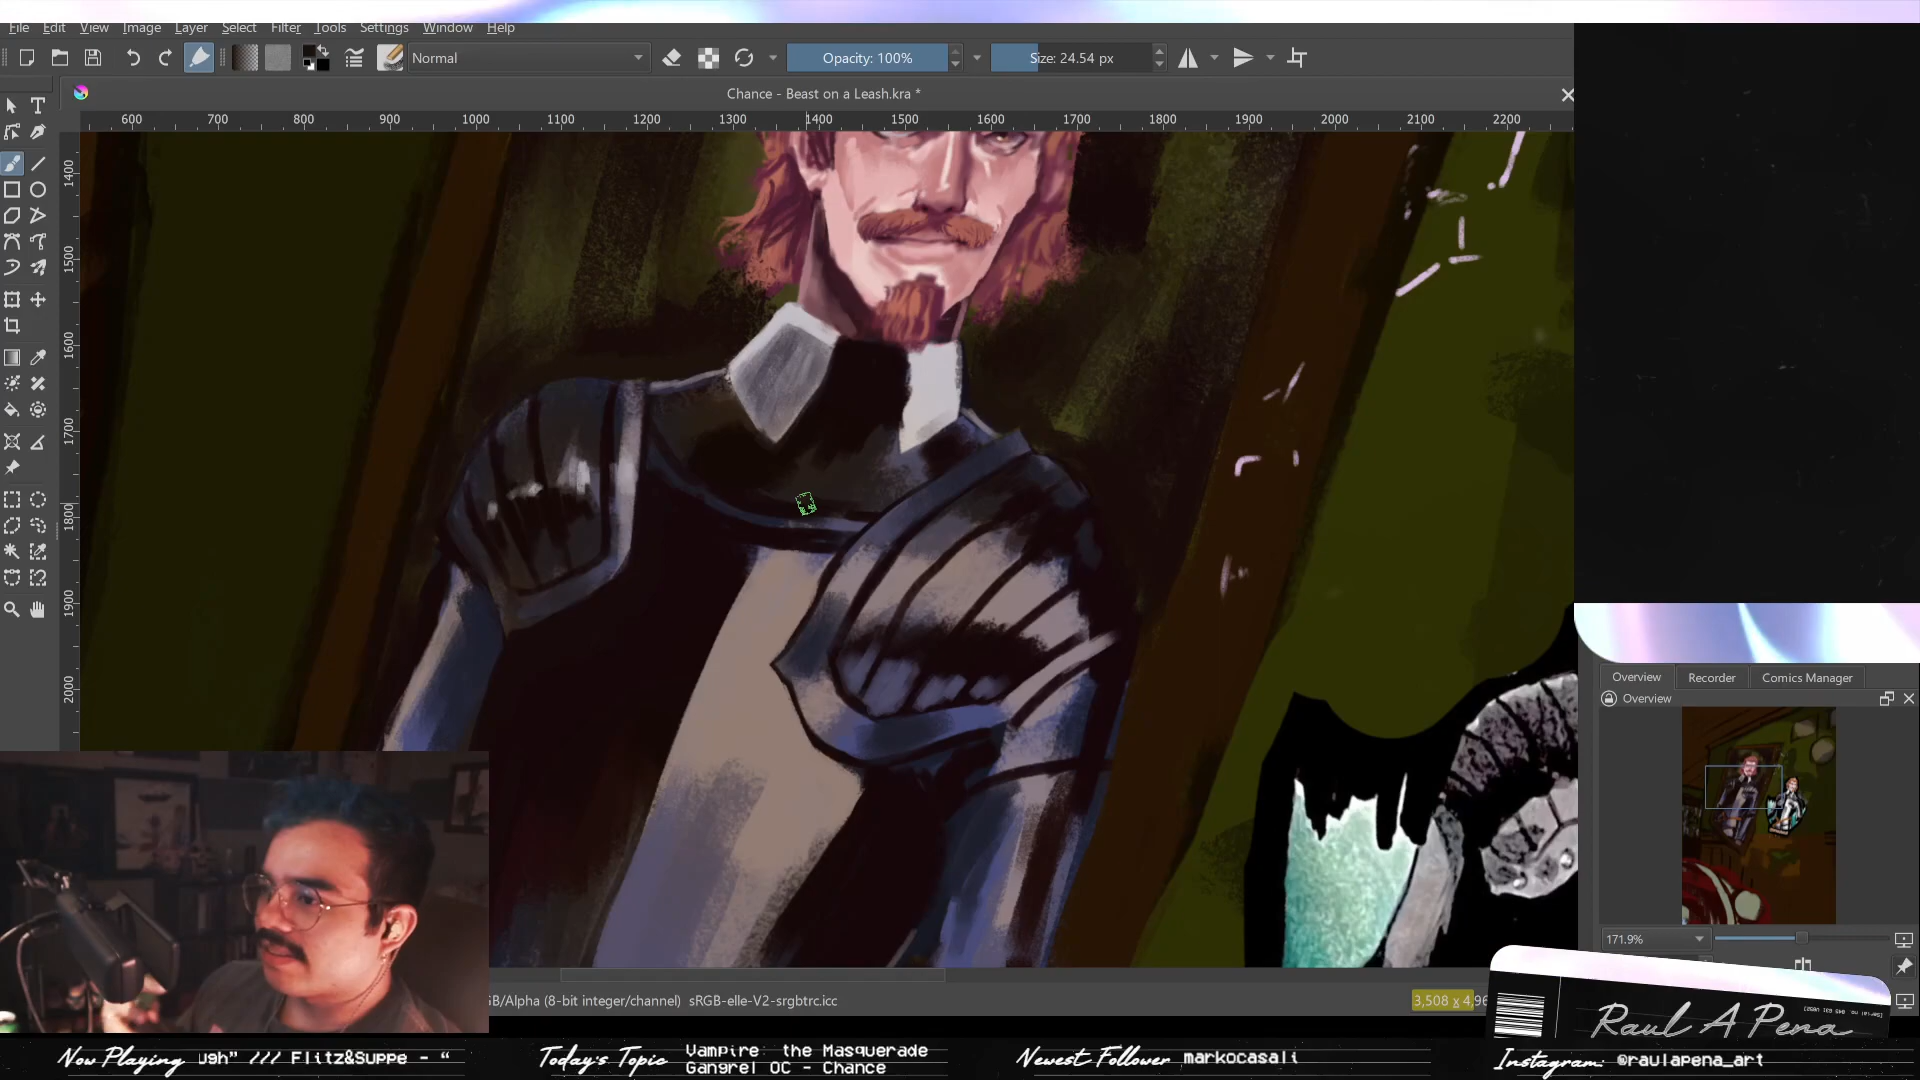 File Edit View Image Layer Select Filter Tools Settings Window Help
Normal
Opacity: 100%
Size: 24.54 px
Chance - Beast on a Leash.kra *
600 700 800 900 1000 1100 1200 1300 1400 1500 1600 1700 1800 1900 2000 2100 2200
1400
1500
1600
1700
1800
1900
2000
Overview Recorder Comics Manager
Overview
171.9%
GB/Alpha (8-bit integer/channel) sRGB-elle-V2-srgbtrc.icc
3,508 x 4,96
Raul A Pena
Now Playing ugh" /// Flitz&Suppe - "
Today's Topic
Vampire: the Masquerade
Gangrel OC - Chance
Newest Follower markocasali
Instagram: @raulapena_art